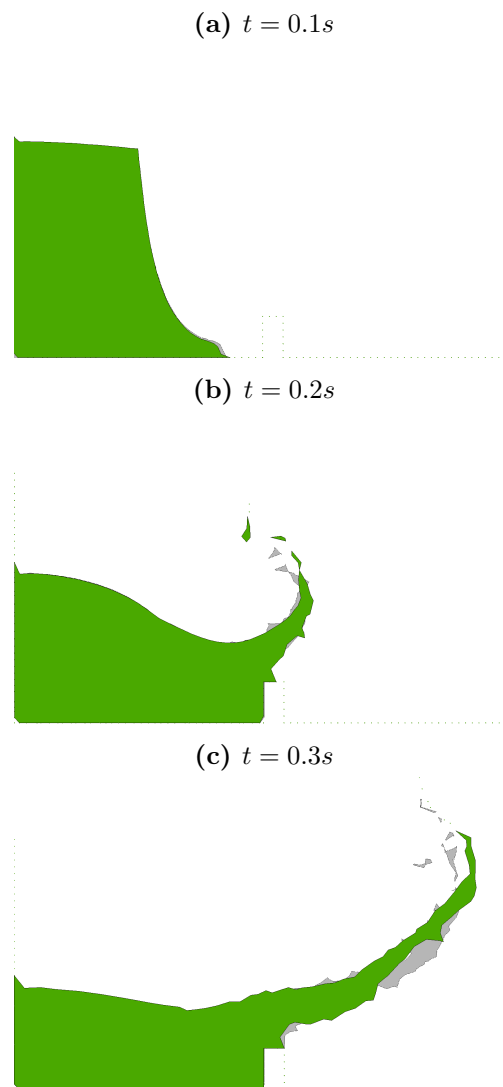 (a) t = 0.1s
(b) t = 0.2s
(c) t = 0.3s